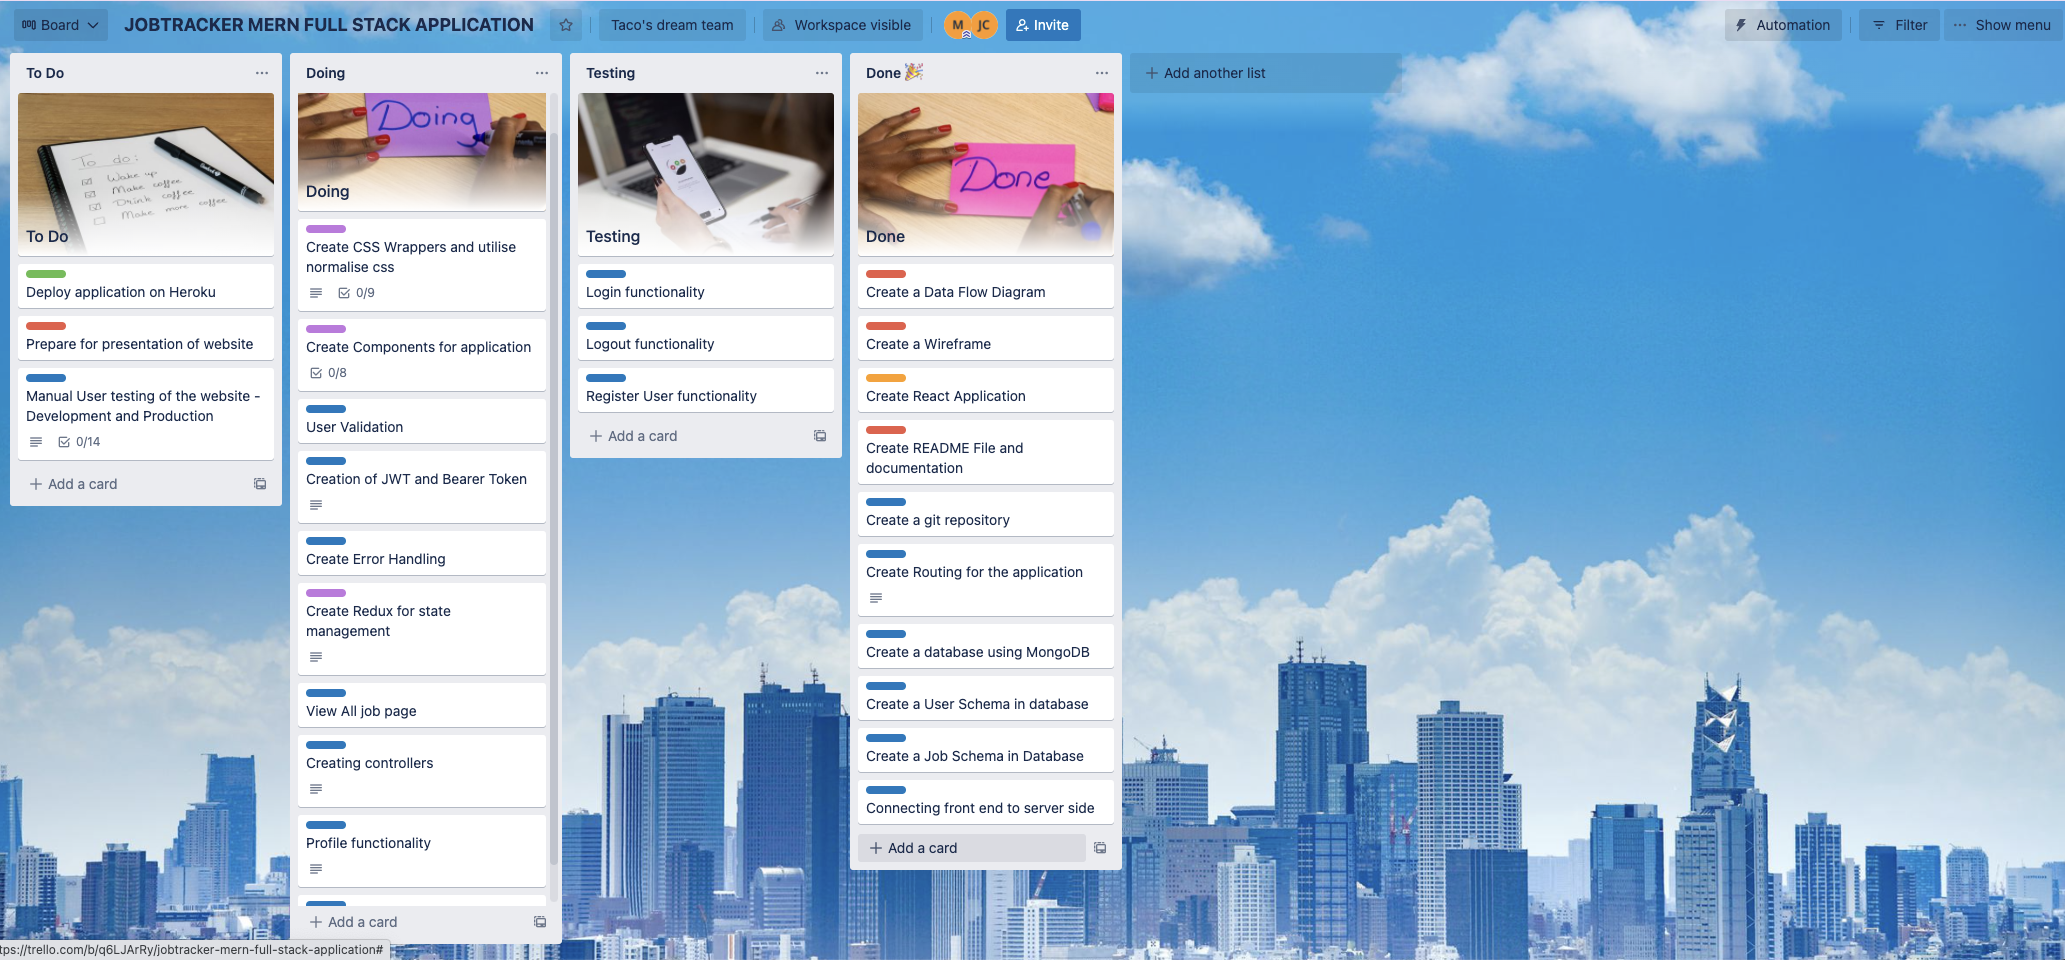 Board
JOBTRACKER MERN FULL STACK APPLICATION
Taco's dream team
Workspace visible
M
JC
Invite
Automation
Filter
Show menu
To Do
To do:
Wake up
Make coffee
Drink coffee
Make more coffee
To Do
Deploy application on Heroku
Prepare for presentation of website
Manual User testing of the website -
Development and Production
0/14
Add a card
Doing
Doing
Doing
Create CSS Wrappers and utilise
normalise css
0/9
Create Components for application
0/8
User Validation
Creation of JWT and Bearer Token
Create Error Handling
Create Redux for state
management
View All job page
Creating controllers
Profile functionality
Add a card
Testing
Testing
Login functionality
Logout functionality
Register User functionality
Add a card
Done
Done
Done
Create a Data Flow Diagram
Create a Wireframe
Create React Application
Create README File and
documentation
Create a git repository
Create Routing for the application
Create a database using MongoDB
Create a User Schema in database
Create a Job Schema in Database
Connecting front end to server side
Add a card
Add another list
tps://trello.com/b/q6LJArRy/jobtracker-mern-full-stack-application#